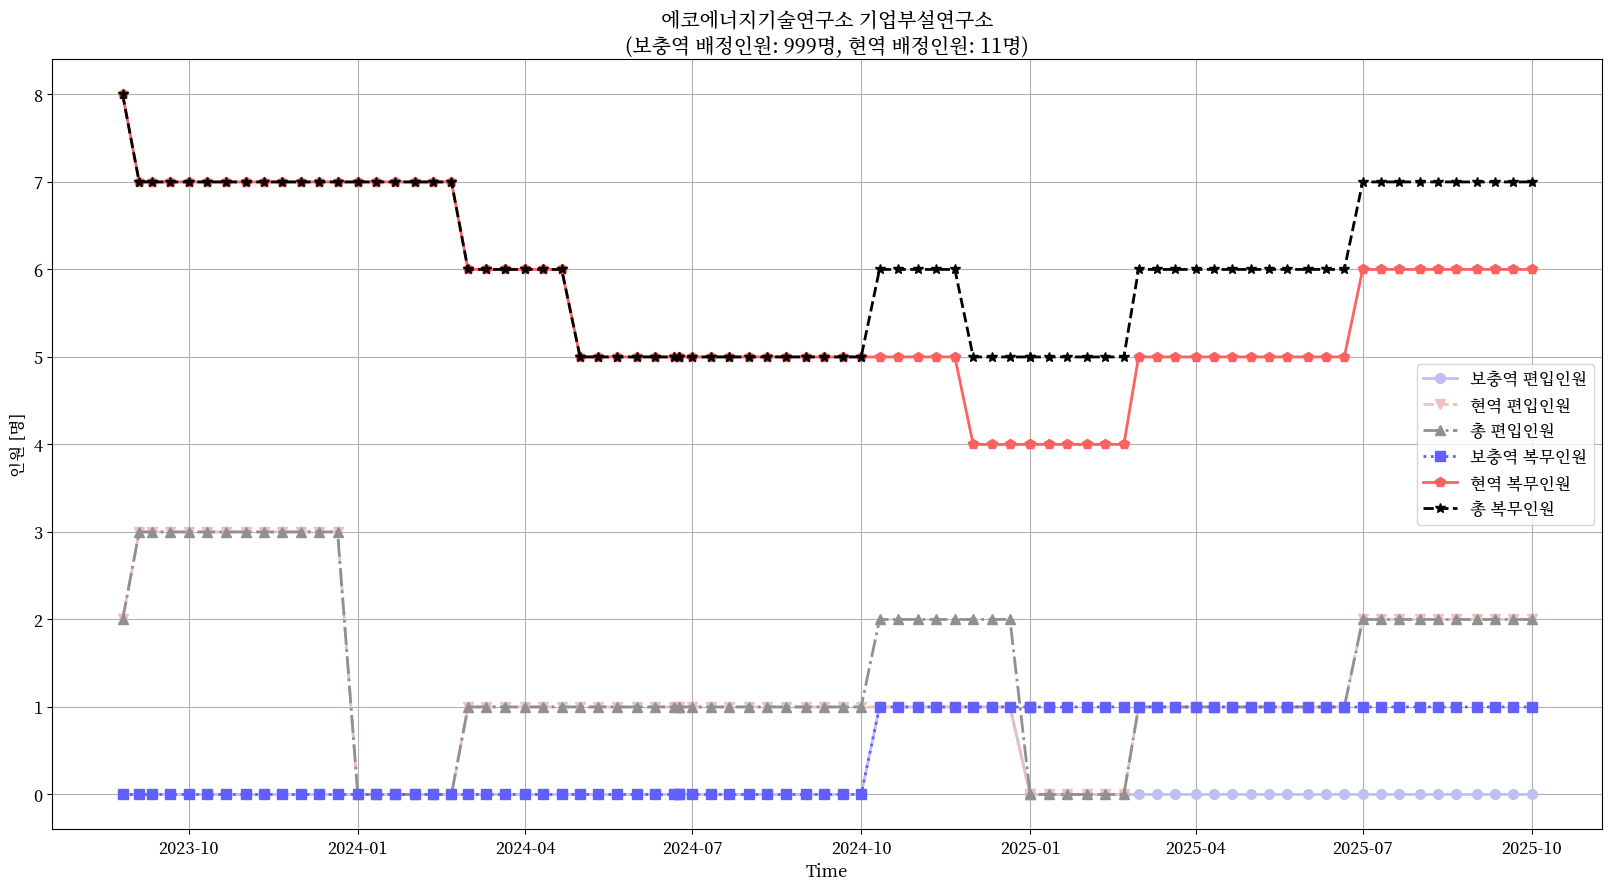 에코에너지기술연구소 기업부설연구소
(보충역 배정인원: 999명, 현역 배정인원: 11명)
인원 [명]
8
7
6
5
4
3
2
1
0
보충역 편입인원
현역 편입인원
총 편입인원
보충역 복무인원
현역 복무인원
총 복무인원
2023-10
2024-01
2024-04
2024-07
2024-10
2025-01
2025-04
2025-07
2025-10
Time